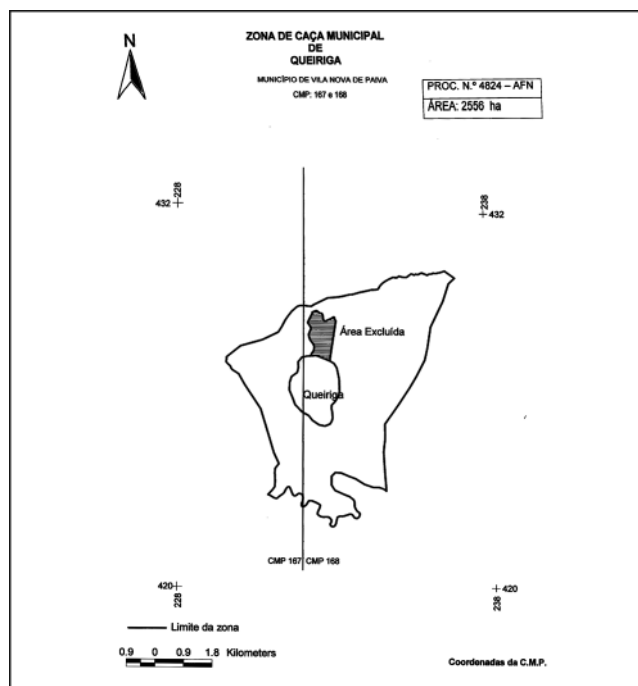 N
ZONA DE CAÇA MUNICIPAL
DE
QUEIRIGA
MUNICÍPIO DE VILA NOVA DE PAIVA
CMP: 167 e 168
PROC. N.º 4824 – AFN
ÁREA: 2556 ha
432
228
238
432
Área Excluída
Queiriga
CMP 167
CMP 168
420
228
238
420
Limite da zona
0.9 0 0.9 1.8 Kilometers
Coordenadas da C.M.P.